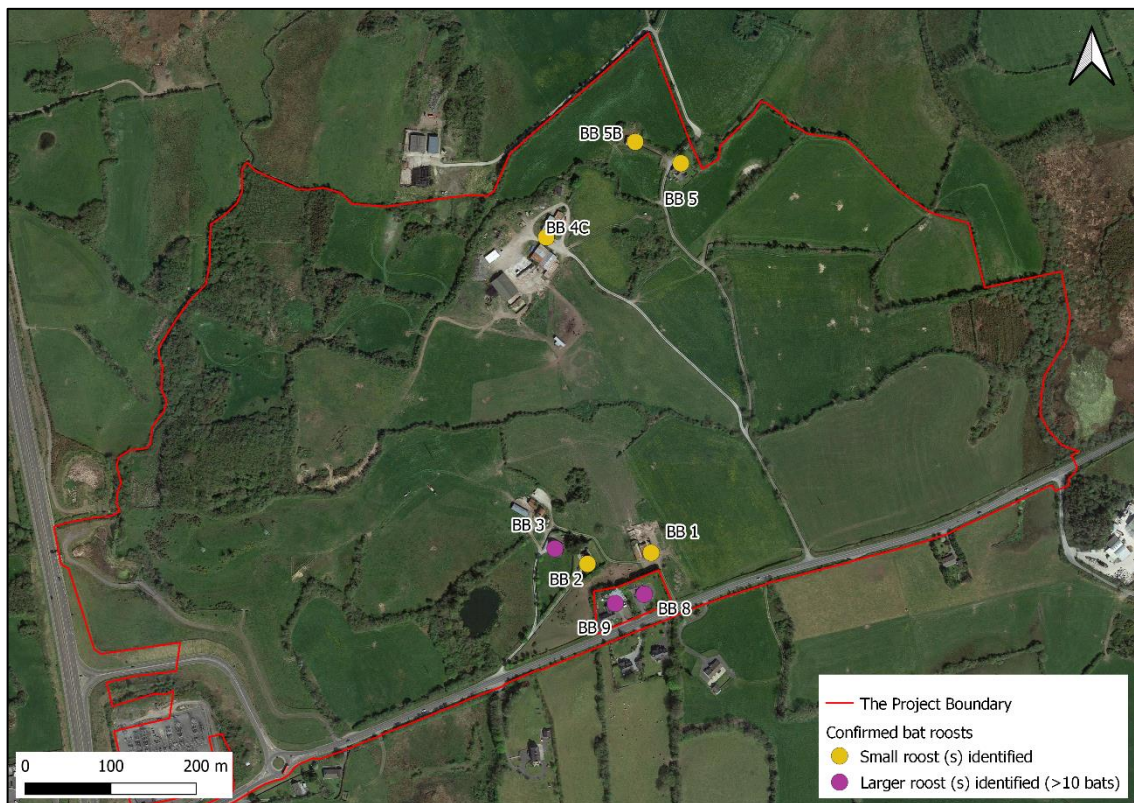 BB 5B
BB 5
BB 4C
BB 3
BB 1
BB 2
BB 8
BB 9
The Project Boundary
Confirmed bat roosts
Small roost (s) identified
Larger roost (s) identified (>10 bats)
0 100 200 m